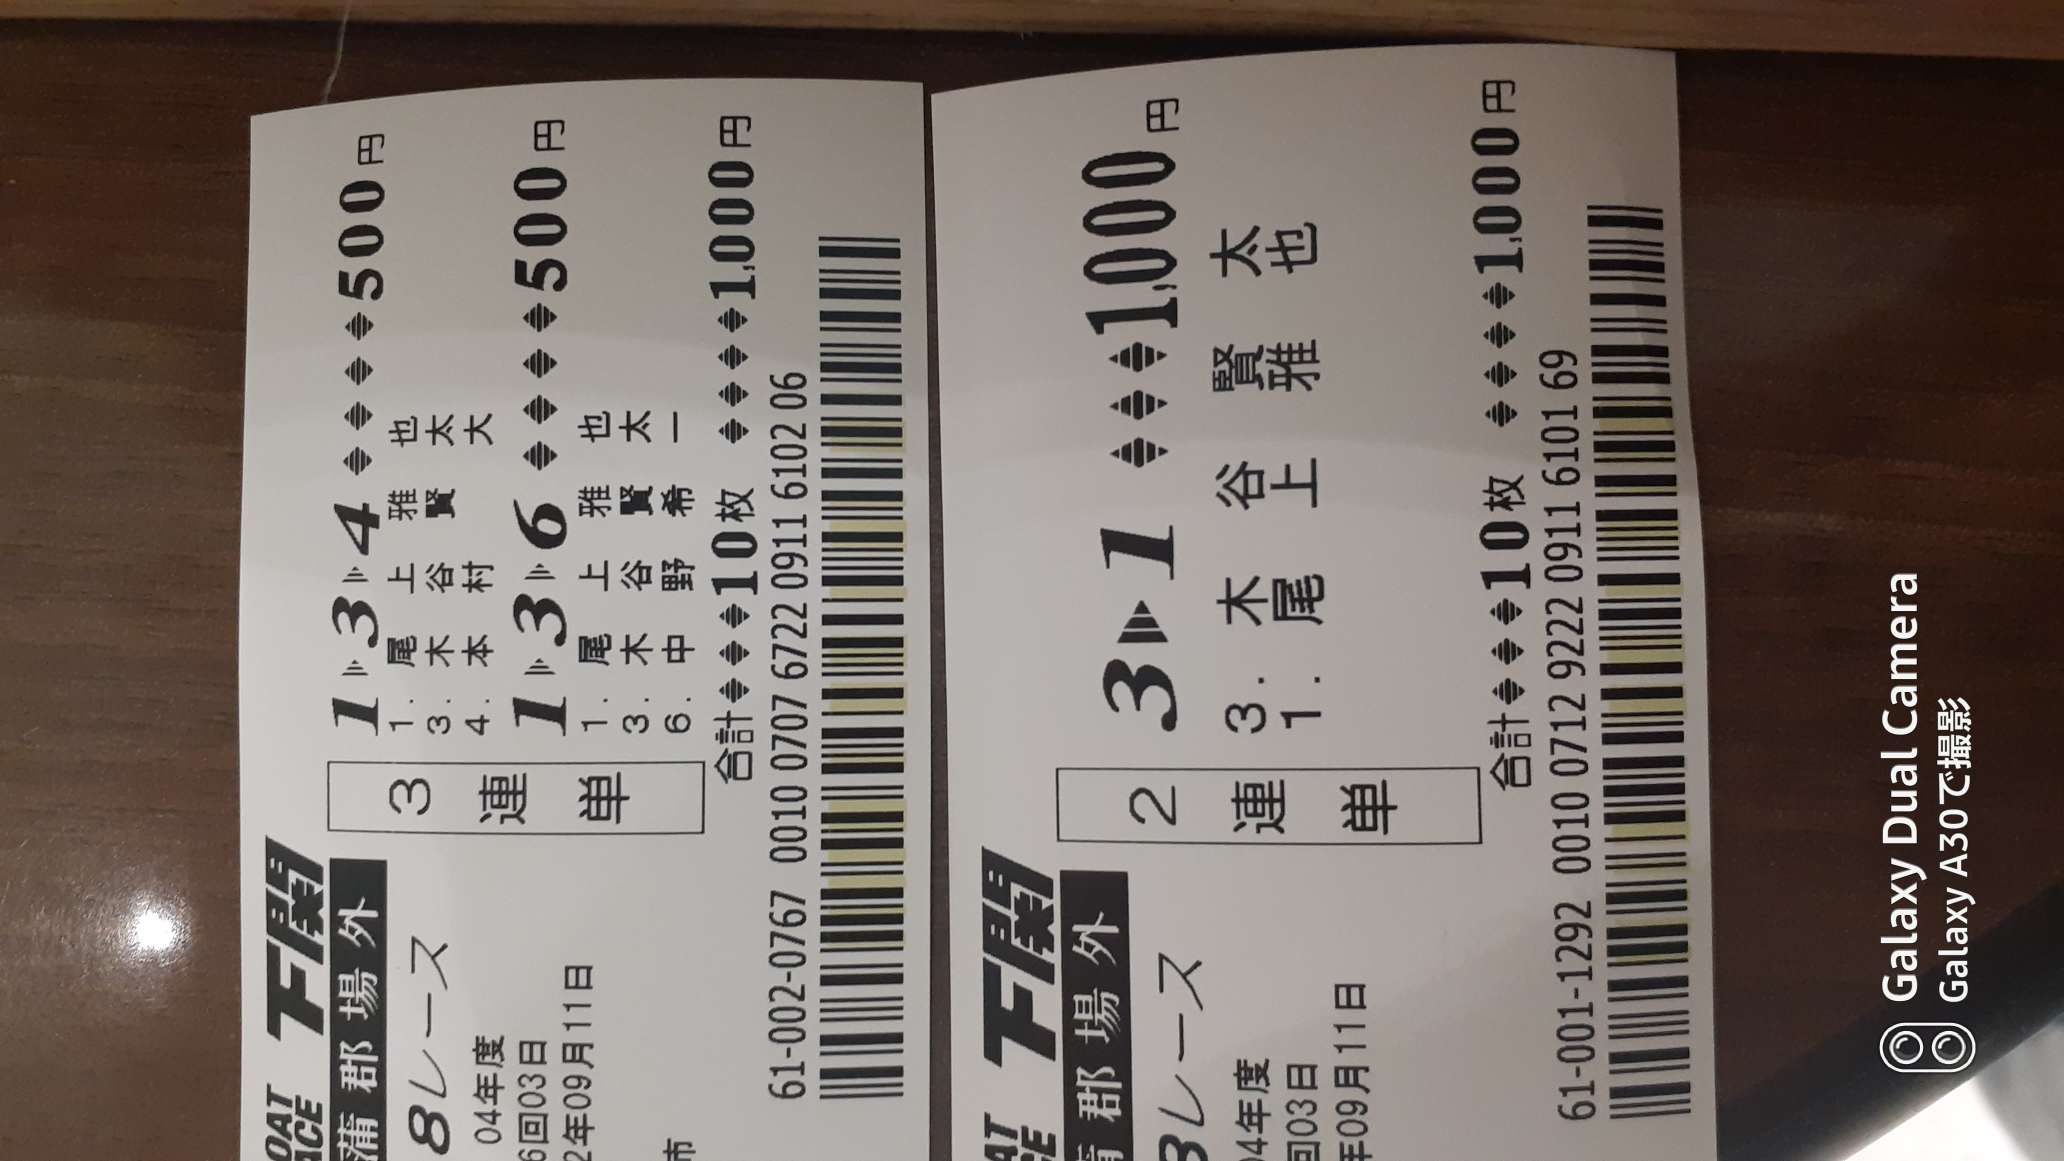 下関
蒲郡場外
8レース
04年度
6回03日
2年09月11日
市
3連単
1 3 4 500円
1. 尾上雅也
3. 木谷賢太
4. 本村大
1 3 6 500円
1. 尾上雅也
3. 木谷賢太
6. 中野希一
合計 10枚 1,000円
61-002-0767 0010 0707 6722 0911 6102 06
下関
郡場外
レース
04年度
回03日
年09月11日
2連単
3 1 1,000円
3. 木谷賢太
1. 尾上雅也
合計 10枚 1,000円
61-001-1292 0010 0712 9222 0911 6101 69
Galaxy Dual Camera
Galaxy A30で撮影